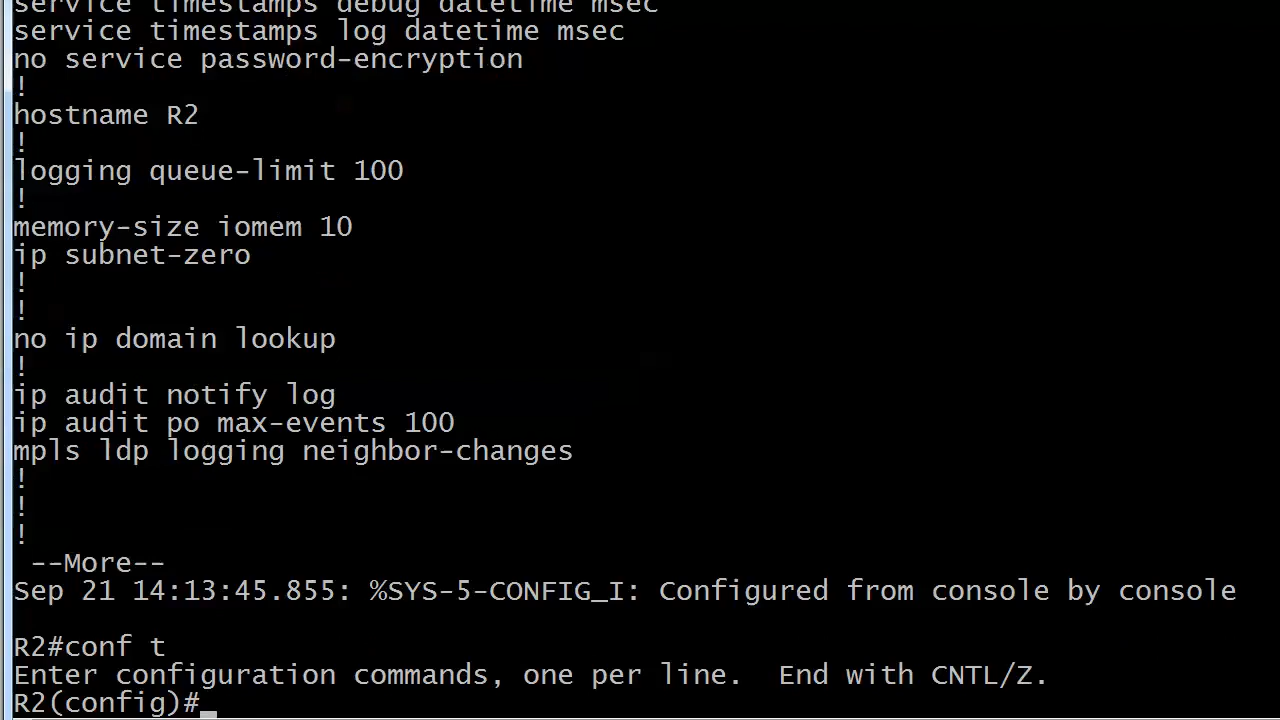 service timestamps debug datetime msec
service timestamps log datetime msec
no service password-encryption
!
hostname R2
!
logging queue-limit 100
!
memory-size iomem 10
ip subnet-zero
!
!
no ip domain lookup
!
ip audit notify log
ip audit po max-events 100
mpls ldp logging neighbor-changes
!
!
!
--More--
Sep 21 14:13:45.855: %SYS-5-CONFIG_I: Configured from console by console
R2#conf t
Enter configuration commands, one per line.  End with CNTL/Z.
R2(config)#